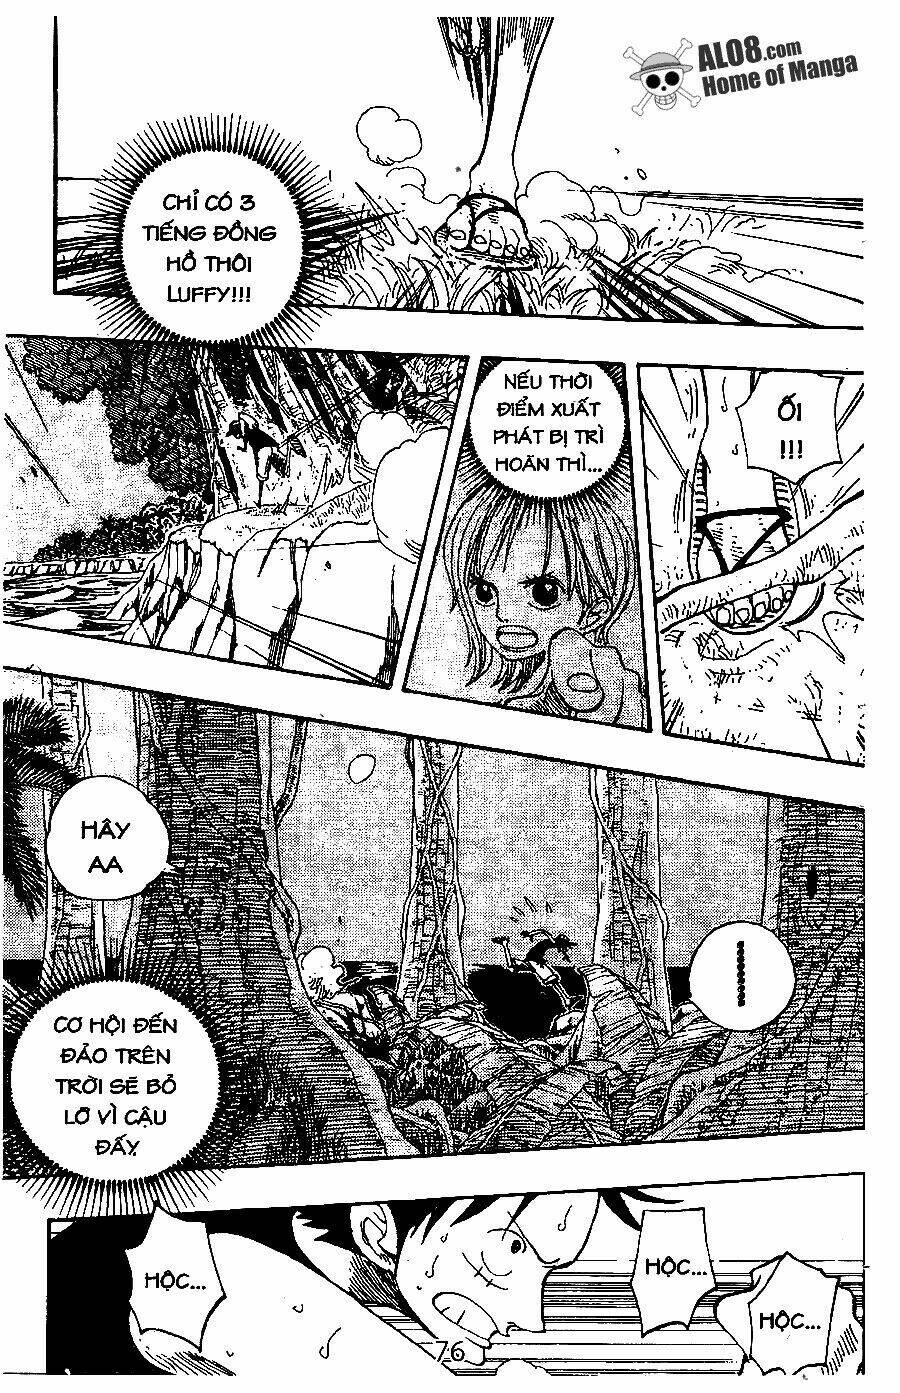 ALO8.com
Home of Manga
CHỈ CÓ 3
TIẾNG ĐỒNG
HỒ THÔI
LUFFY!!!
NẾU THỜI
ĐIỂM XUẤT
PHÁT BỊ TRÌ
HOÃN THÌ...
ỐI
!!!
HÂY
AA
CƠ HỘI ĐẾN
ĐẢO TRÊN
TRỜI SẼ BỎ
LỠ VÌ CẬU
ĐẤY.
HỘC...
HỘC...
HỘC...
76